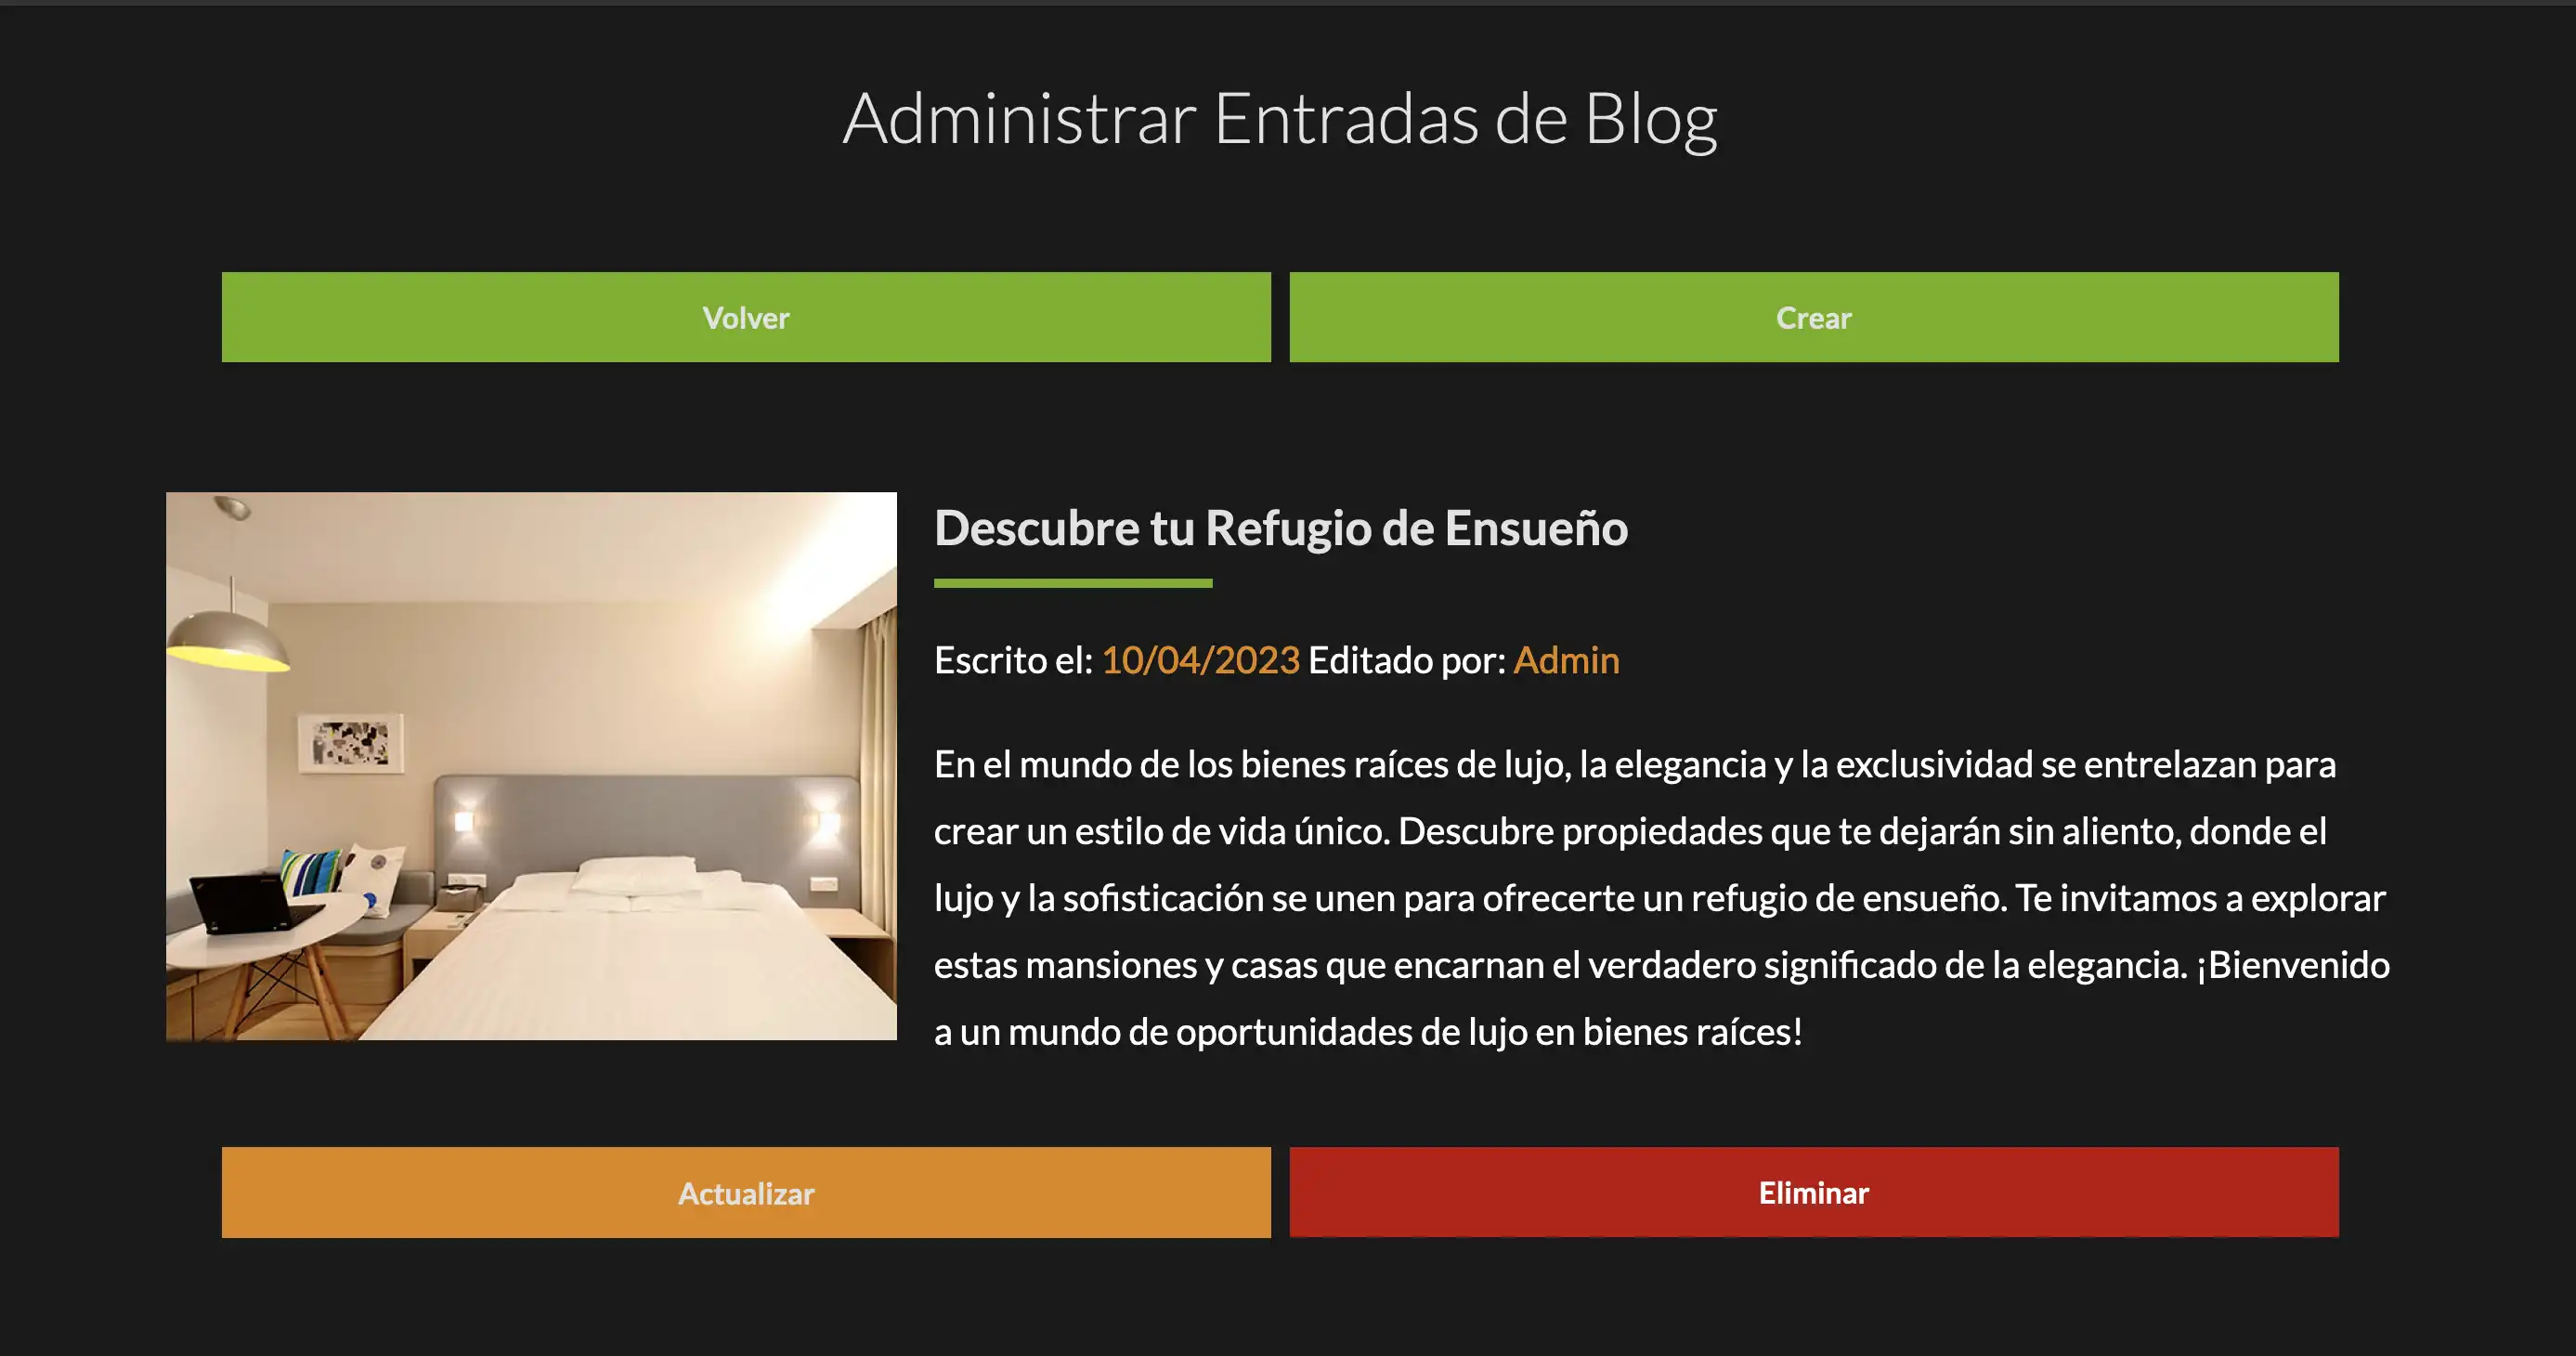 Administrar Entradas de Blog
Volver
Crear
Descubre tu Refugio de Ensueño
Escrito el: 10/04/2023 Editado por: Admin
En el mundo de los bienes raíces de lujo, la elegancia y la exclusividad se entrelazan para
crear un estilo de vida único. Descubre propiedades que te dejarán sin aliento, donde el
lujo y la sofisticación se unen para ofrecerte un refugio de ensueño. Te invitamos a explorar
estas mansiones y casas que encarnan el verdadero significado de la elegancia. ¡Bienvenido
a un mundo de oportunidades de lujo en bienes raíces!
Actualizar
Eliminar